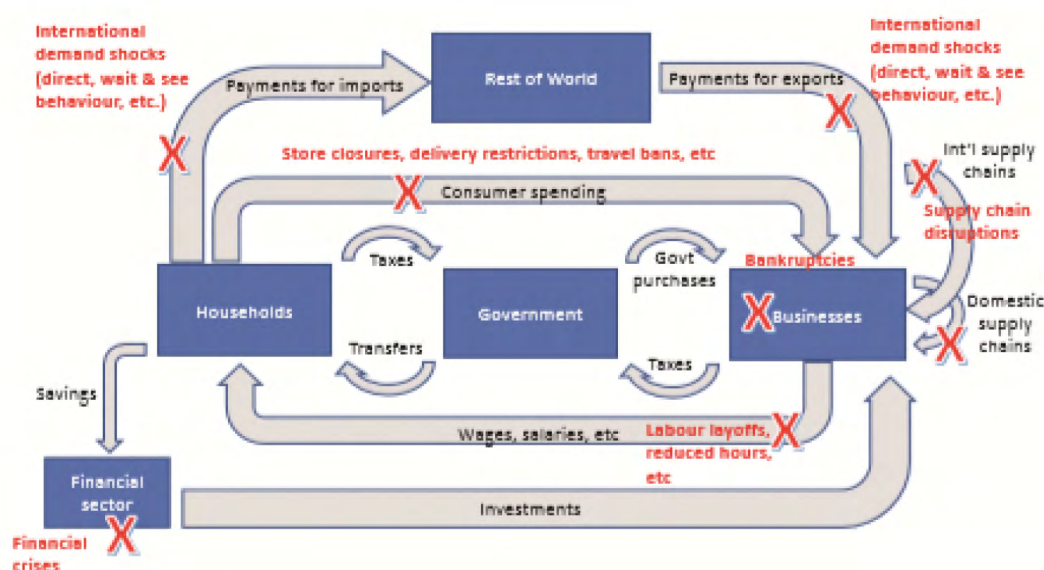 International
demand shocks
(direct, wait & see
behaviour, etc.)
Payments for imports
Rest of World
Payments for exports
International
demand shocks
(direct, wait & see
behaviour, etc.)
Store closures, delivery restrictions, travel bans, etc
Consumer spending
Int'l supply
chains
Supply chain
disruptions
Taxes
Govt
purchases
Bankruptcies
Households
Government
Businesses
Domestic
supply
chains
Transfers
Taxes
Savings
Wages, salaries, etc
Labour layoffs,
reduced hours,
etc
Financial
sector
Investments
Financial
crises